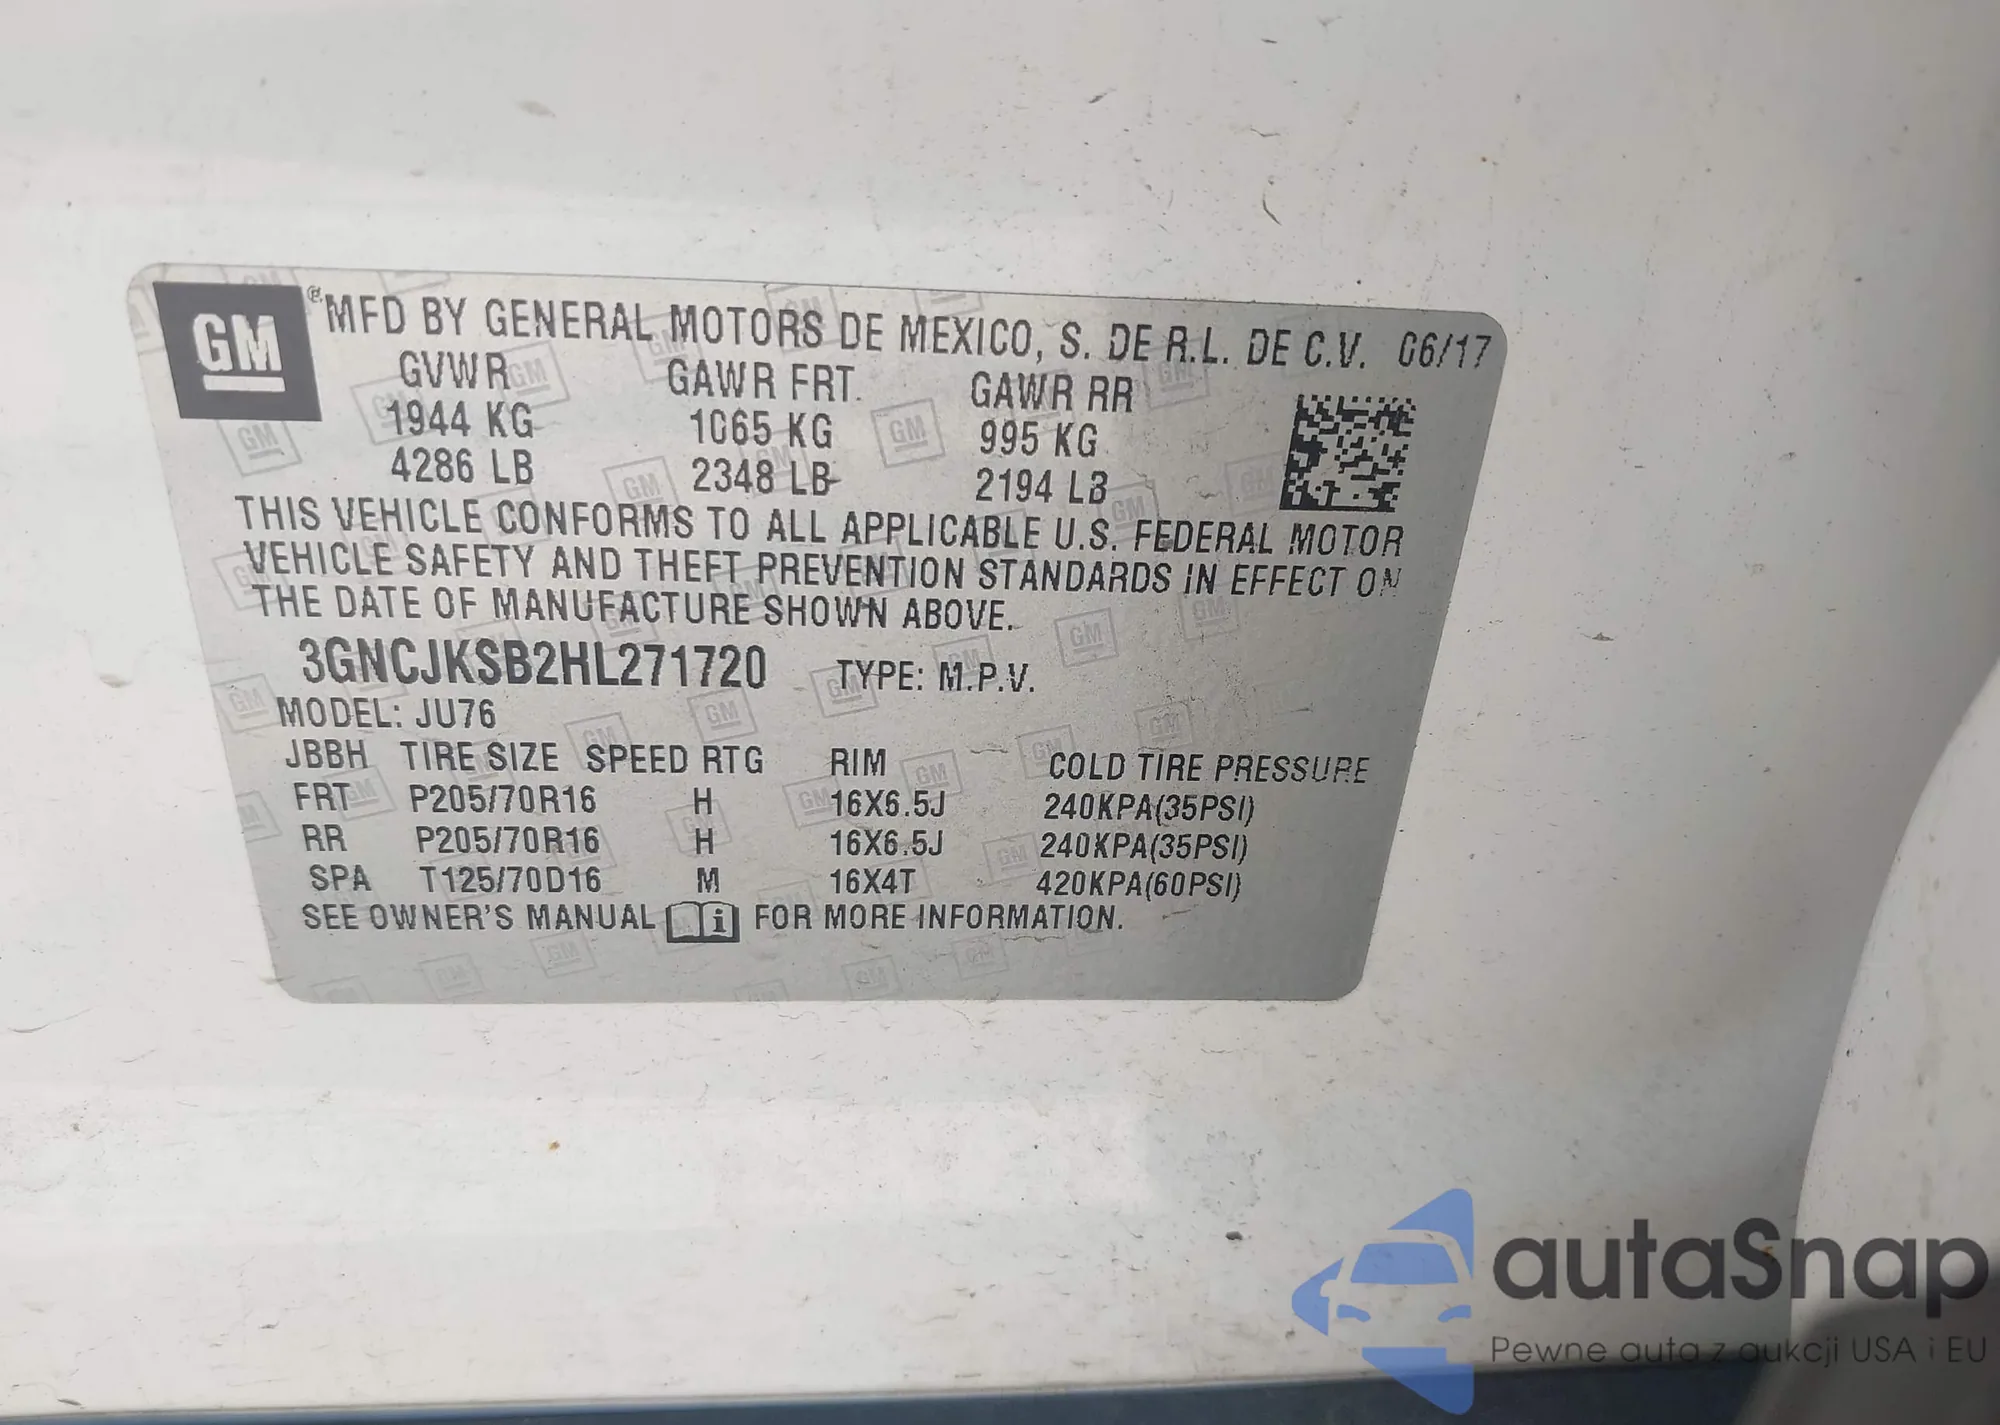 GM
® MFD BY GENERAL MOTORS DE MEXICO, S. DE R.L. DE C.V. 06/17
GVWR GAWR FRT. GAWR RR
1944 KG 1065 KG 995 KG
4286 LB 2348 LB 2194 LB
THIS VEHICLE CONFORMS TO ALL APPLICABLE U.S. FEDERAL MOTOR
VEHICLE SAFETY AND THEFT PREVENTION STANDARDS IN EFFECT ON
THE DATE OF MANUFACTURE SHOWN ABOVE.
3GNCJKSB2HL271720 TYPE: M.P.V.
MODEL: JU76
JBBH TIRE SIZE SPEED RTG RIM COLD TIRE PRESSURE
FRT P205/70R16 H 16X6.5J 240KPA(35PSI)
RR P205/70R16 H 16X6.5J 240KPA(35PSI)
SPA T125/70D16 M 16X4T 420KPA(60PSI)
SEE OWNER'S MANUAL i FOR MORE INFORMATION.
autaSnap
Pewne auta z aukcji USA i EU